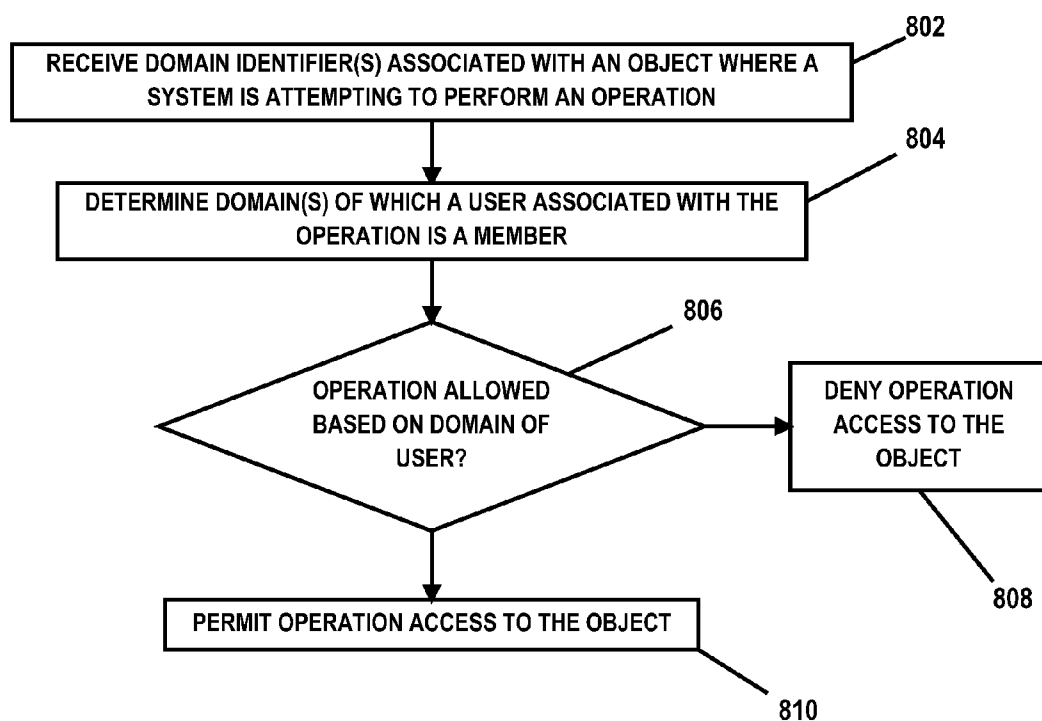 802
RECEIVE DOMAIN IDENTIFIER(S) ASSOCIATED WITH AN OBJECT WHERE A
SYSTEM IS ATTEMPTING TO PERFORM AN OPERATION
804
DETERMINE DOMAIN(S) OF WHICH A USER ASSOCIATED WITH THE
OPERATION IS A MEMBER
806
OPERATION ALLOWED
BASED ON DOMAIN OF
USER?
DENY OPERATION
ACCESS TO THE
OBJECT
808
PERMIT OPERATION ACCESS TO THE OBJECT
810